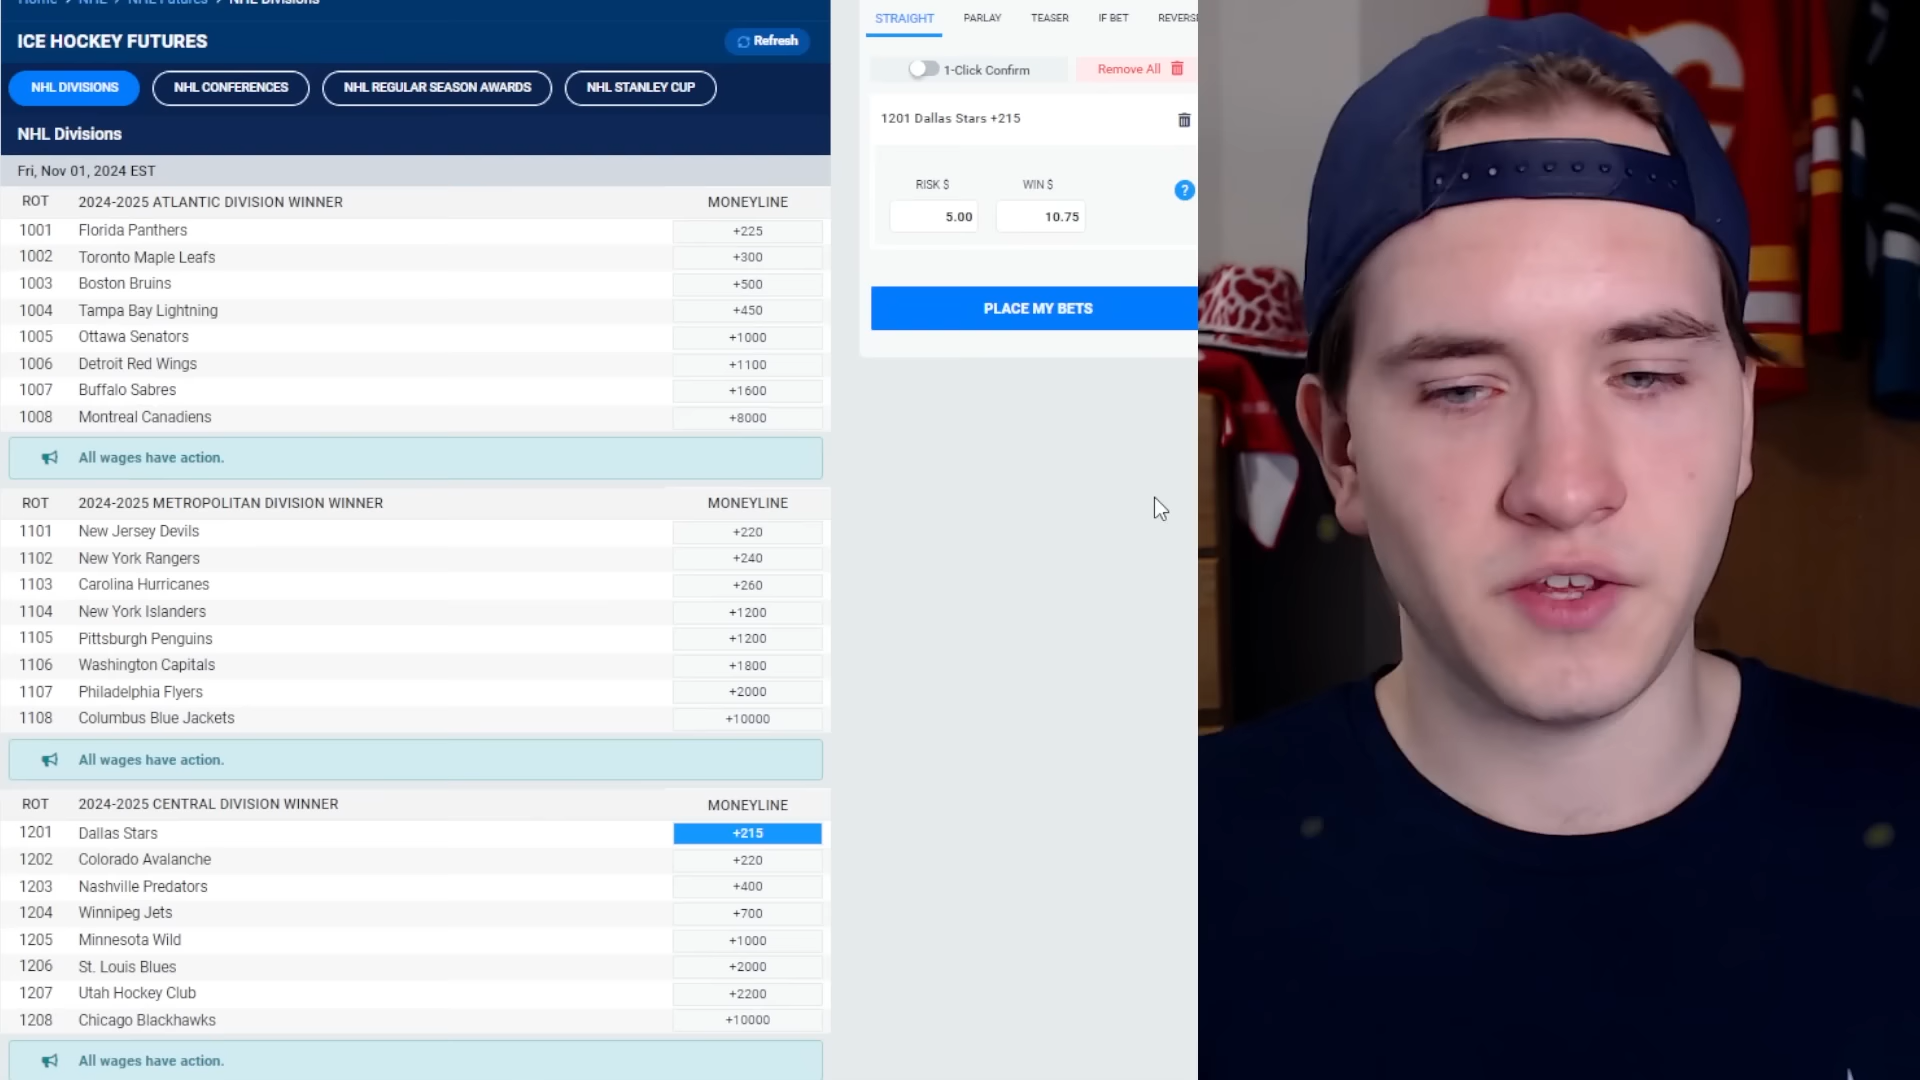 Home > NHL > NHL Futures > NHL Divisions
ICE HOCKEY FUTURES
Refresh
NHL DIVISIONS
NHL CONFERENCES
NHL REGULAR SEASON AWARDS
NHL STANLEY CUP
NHL Divisions
Fri, Nov 01, 2024 EST
ROT 2024-2025 ATLANTIC DIVISION WINNER MONEYLINE
1001 Florida Panthers +225
1002 Toronto Maple Leafs +300
1003 Boston Bruins +500
1004 Tampa Bay Lightning +450
1005 Ottawa Senators +1000
1006 Detroit Red Wings +1100
1007 Buffalo Sabres +1600
1008 Montreal Canadiens +8000
All wages have action.
ROT 2024-2025 METROPOLITAN DIVISION WINNER MONEYLINE
1101 New Jersey Devils +220
1102 New York Rangers +240
1103 Carolina Hurricanes +260
1104 New York Islanders +1200
1105 Pittsburgh Penguins +1200
1106 Washington Capitals +1800
1107 Philadelphia Flyers +2000
1108 Columbus Blue Jackets +10000
All wages have action.
ROT 2024-2025 CENTRAL DIVISION WINNER MONEYLINE
1201 Dallas Stars +215
1202 Colorado Avalanche +220
1203 Nashville Predators +400
1204 Winnipeg Jets +700
1205 Minnesota Wild +1000
1206 St. Louis Blues +2000
1207 Utah Hockey Club +2200
1208 Chicago Blackhawks +10000
All wages have action.
STRAIGHT PARLAY TEASER IF BET REVERSE
1-Click Confirm
Remove All
1201 Dallas Stars +215
RISK $ WIN $
5.00 10.75
?
PLACE MY BETS